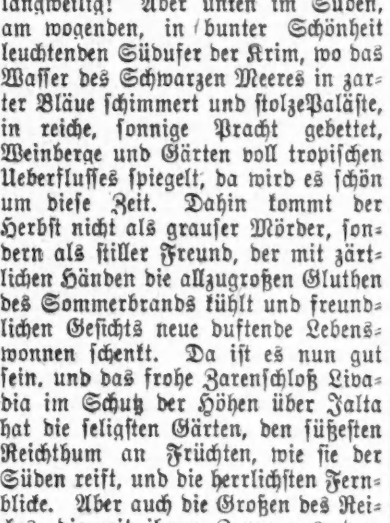 langweilig! Aber unten im Süden,
am wogenden, in bunter Schönheit
leuchtenden Südufer der Krim, wo das
Wasser des Schwarzen Meeres in zar=
ter Bläue schimmert und stolze Paläste,
in reiche, sonnige Pracht gebettet,
Weinberge und Gärten voll tropischen
Ueberflusses spiegelt, da wird es schön
um diese Zeit. Dahin kommt der
Herbst nicht als grauser Mörder, son=
dern als stiller Freund, der mit zärt=
lichen Händen die allzugroßen Gluthen
des Sommerbrands kühlt und freund=
lichen Gesichts neue duftende Lebens=
wonnen schenkt. Da ist es nun gut
sein, und das frohe Zarenschloß Liva=
dia im Schutz der Höhen über Jalta
hat die seligsten Gärten, den süßesten
Reichthum an Früchten, wie sie der
Süden reift, und die herrlichsten Fern=
blicke. Aber auch die Großen des Rei=